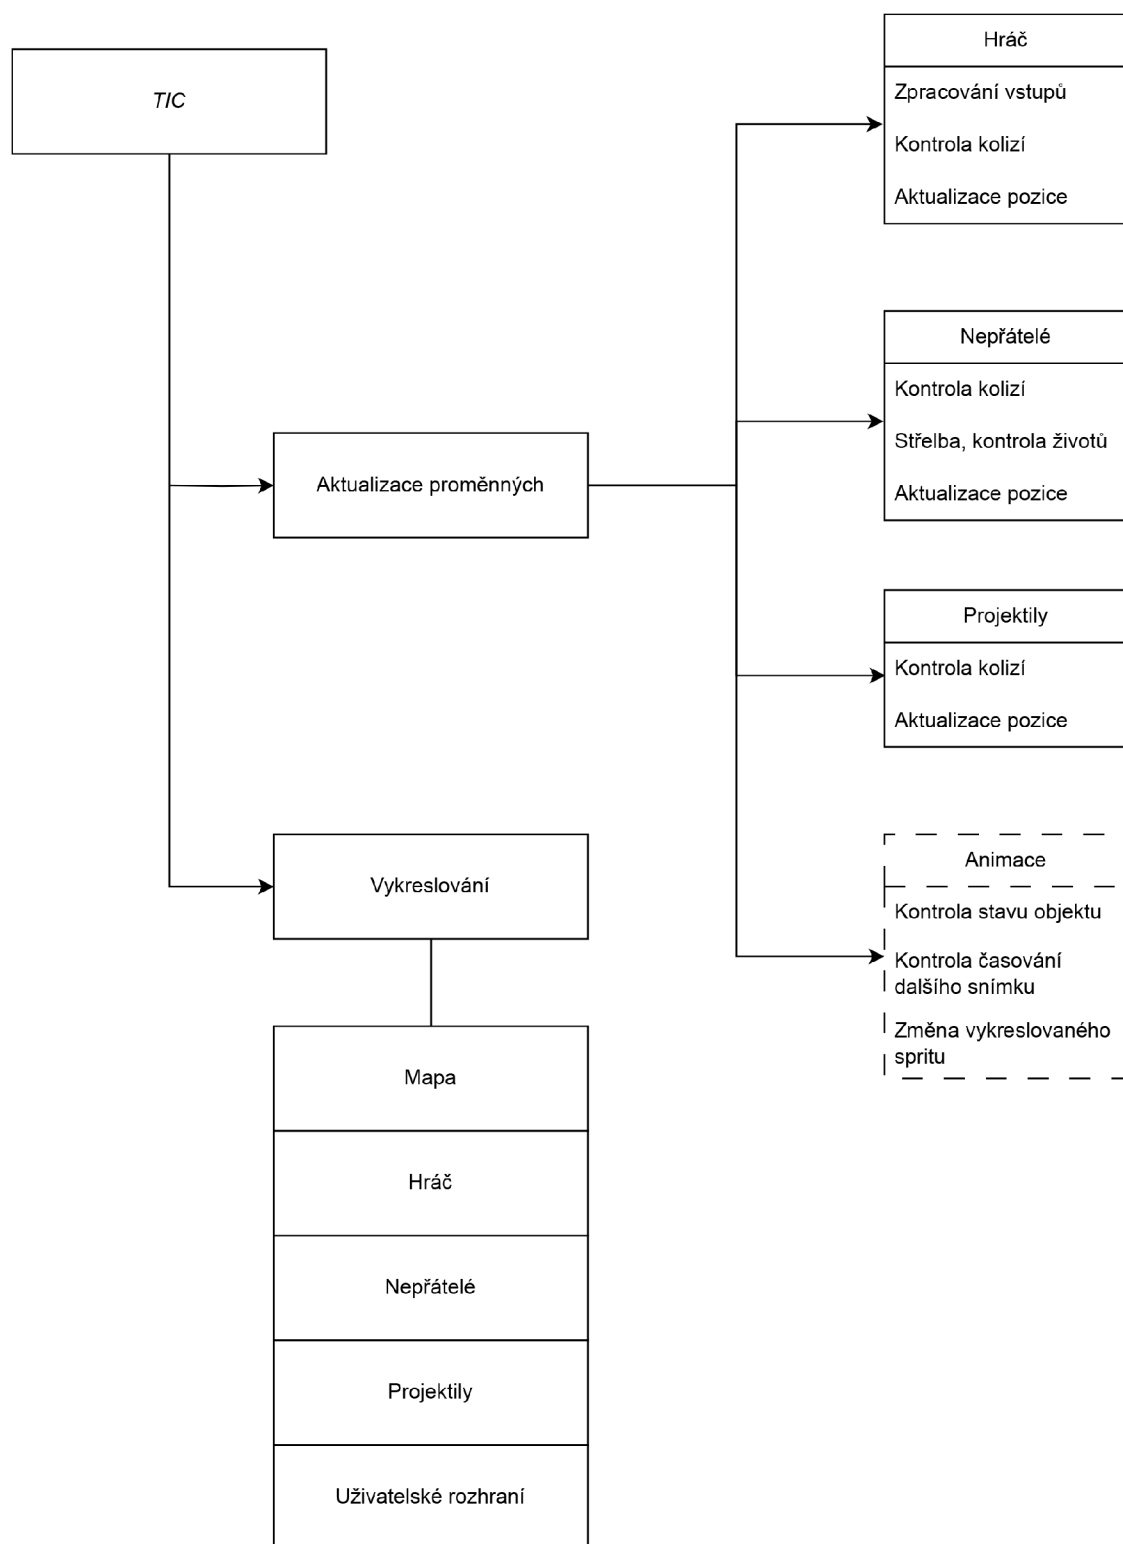 TIC
Aktualizace proměnných
Vykreslování
Mapa
Hráč
Nepřátelé
Projektily
Uživatelské rozhraní
Hráč
Zpracování vstupů
Kontrola kolizí
Aktualizace pozice
Nepřátelé
Kontrola kolizí
Střelba, kontrola životů
Aktualizace pozice
Projektily
Kontrola kolizí
Aktualizace pozice
Animace
Kontrola stavu objektu
Kontrola časování
dalšího snímku
Změna vykreslovaného
spritu